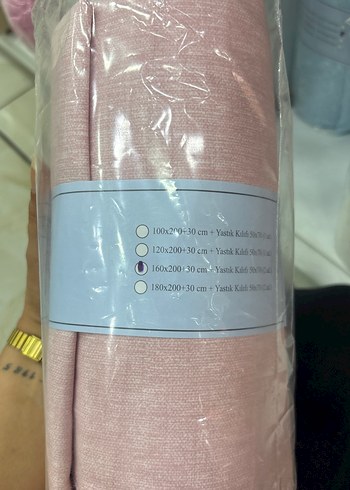 100x200+30 cm + Yastık Kılıfı
120x200+30 cm + Yastık Kılıfı
160x200+30 cm + Yastık Kılıfı
180x200+30 cm + Yastık Kılıfı